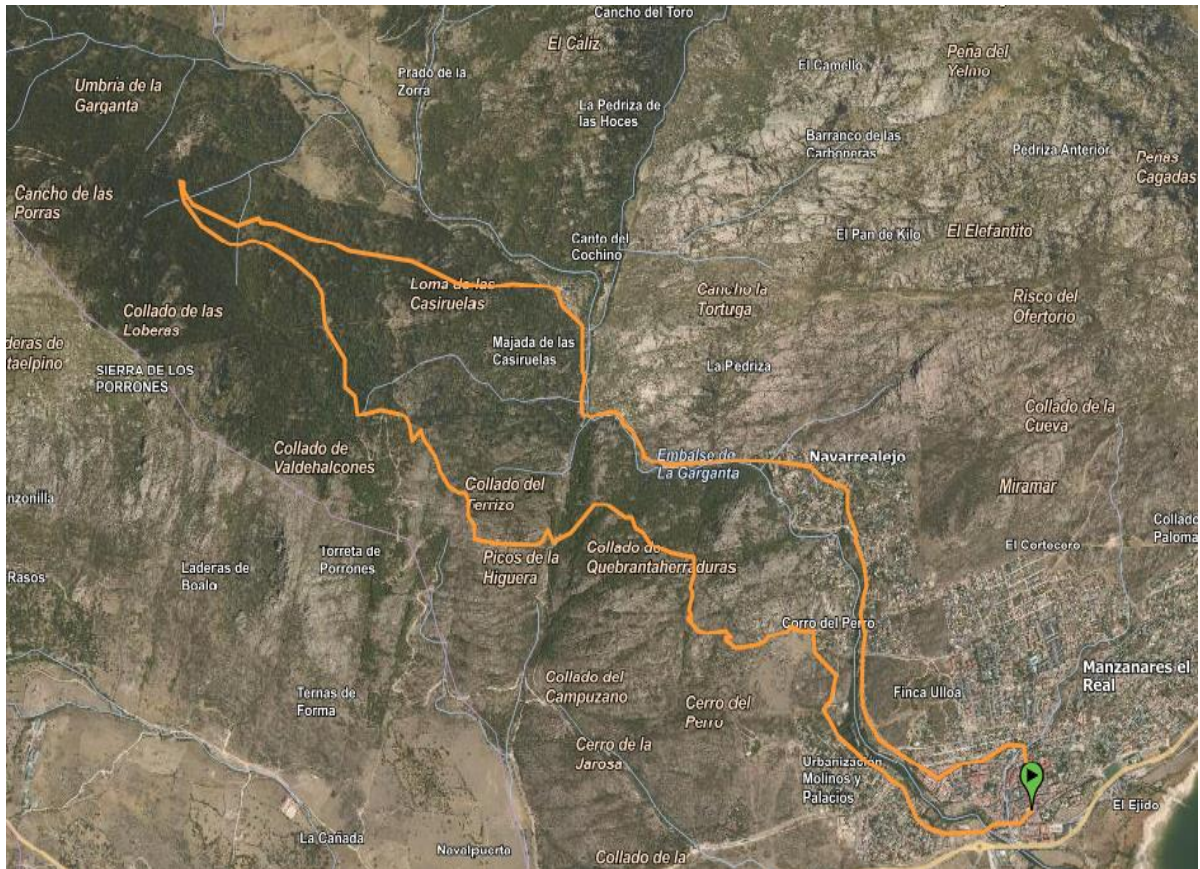 Cancho del Toro
El Cáliz
Peña del
Yelmo
El Camello
Prado de la
Zorra
Umbría de la
Garganta
La Pedriza de
las Hoces
Barranco de las
Carboneras
Pedriza Anterior
Peñas
Cagadas
Cancho de las
Porras
Canto del
Cochino
El Pan de Kilo
El Elefantito
Loma de las
Casiruelas
Cancho la
Tortuga
Risco del
Ofertorio
Collado de las
Loberas
deras de
taelpino
SIERRA DE LOS
PORRONES
Majada de las
Casiruelas
La Pedriza
Collado de la
Cueva
Collado de
Valdehalcones
Embalse de
La Garganta
Navarrealejo
Miramar
nzonilla
Collado del
Terrizo
Collado
Paloma
El Cortecero
Torreta de
Porrones
Picos de la
Higuera
Collado de
Quebrantaherraduras
Rasos
Laderas de
Boalo
Corro del Perro
Manzanares el
Real
Ternas de
Forma
Collado del
Campuzano
Cerro del
Perro
Finca Ulloa
Cerro de la
Jarosa
Urbanización
Molinos y
Palacios
El Ejido
La Cañada
Navalpuerta
Collado de la